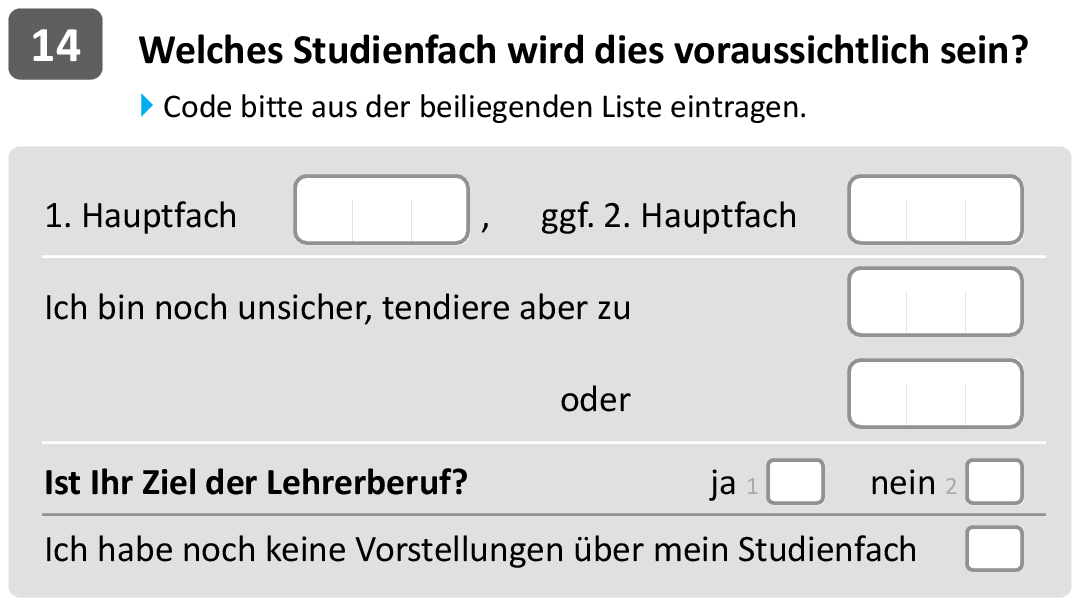 14 Welches Studienfach wird dies voraussichtlich sein?
Code bitte aus der beiliegenden Liste eintragen.
1. Hauptfach , ggf. 2. Hauptfach
Ich bin noch unsicher, tendiere aber zu
oder
Ist Ihr Ziel der Lehrerberuf? ja 1 nein 2
Ich habe noch keine Vorstellungen über mein Studienfach